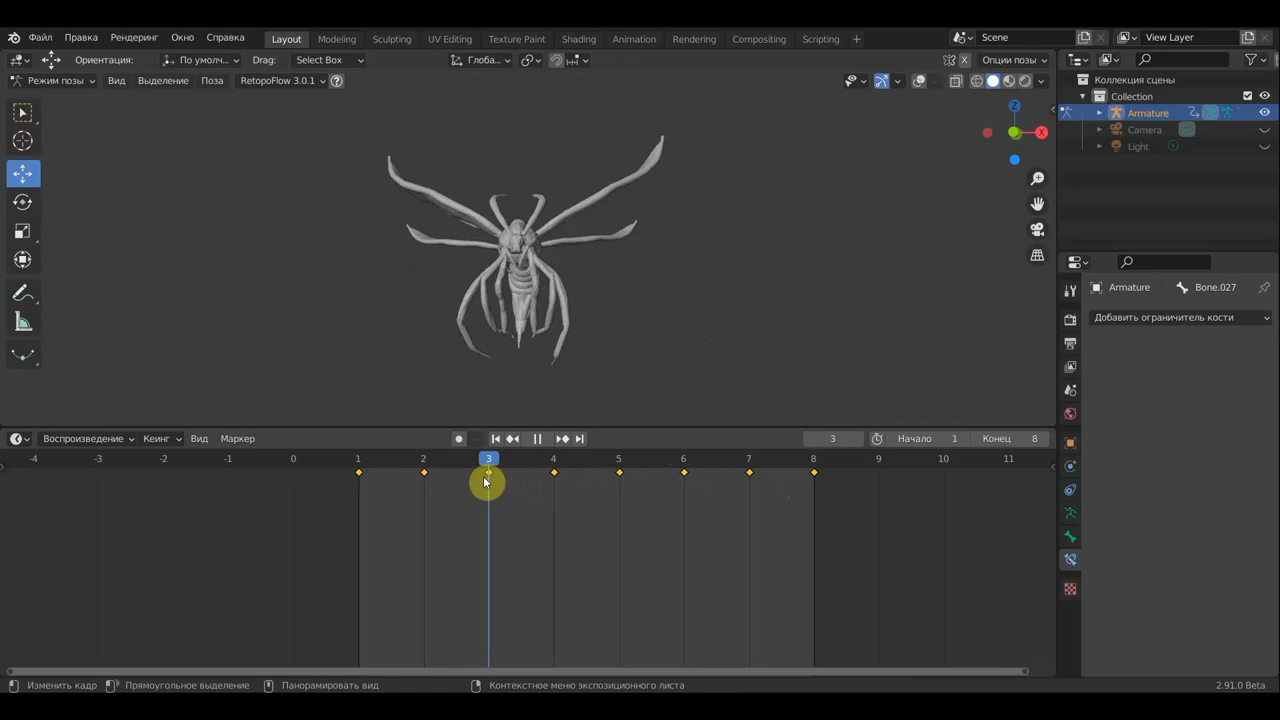 Файл Правка Рендеринг Окно Справка Layout Modeling Sculpting UV Editing Texture Paint Shading Animation Rendering Compositing Scripting + Scene View Layer
Ориентация: По умолч... Drag: Select Box Глоба... Опции позы
Режим позы Вид Выделение Поза RetopoFlow 3.0.1 ?
Коллекция сцены
Collection
Armature
Camera
Light
Z
X
Armature Bone.027
Добавить ограничитель кости
Воспроизведение Кеинг Вид Маркер 3 Начало 1 Конец 8
-4 -3 -2 -1 0 1 2 3 4 5 6 7 8 9 10 11
Изменить кадр Прямоугольное выделение Панорамировать вид Контекстное меню экспозиционного листа 2.91.0 Beta